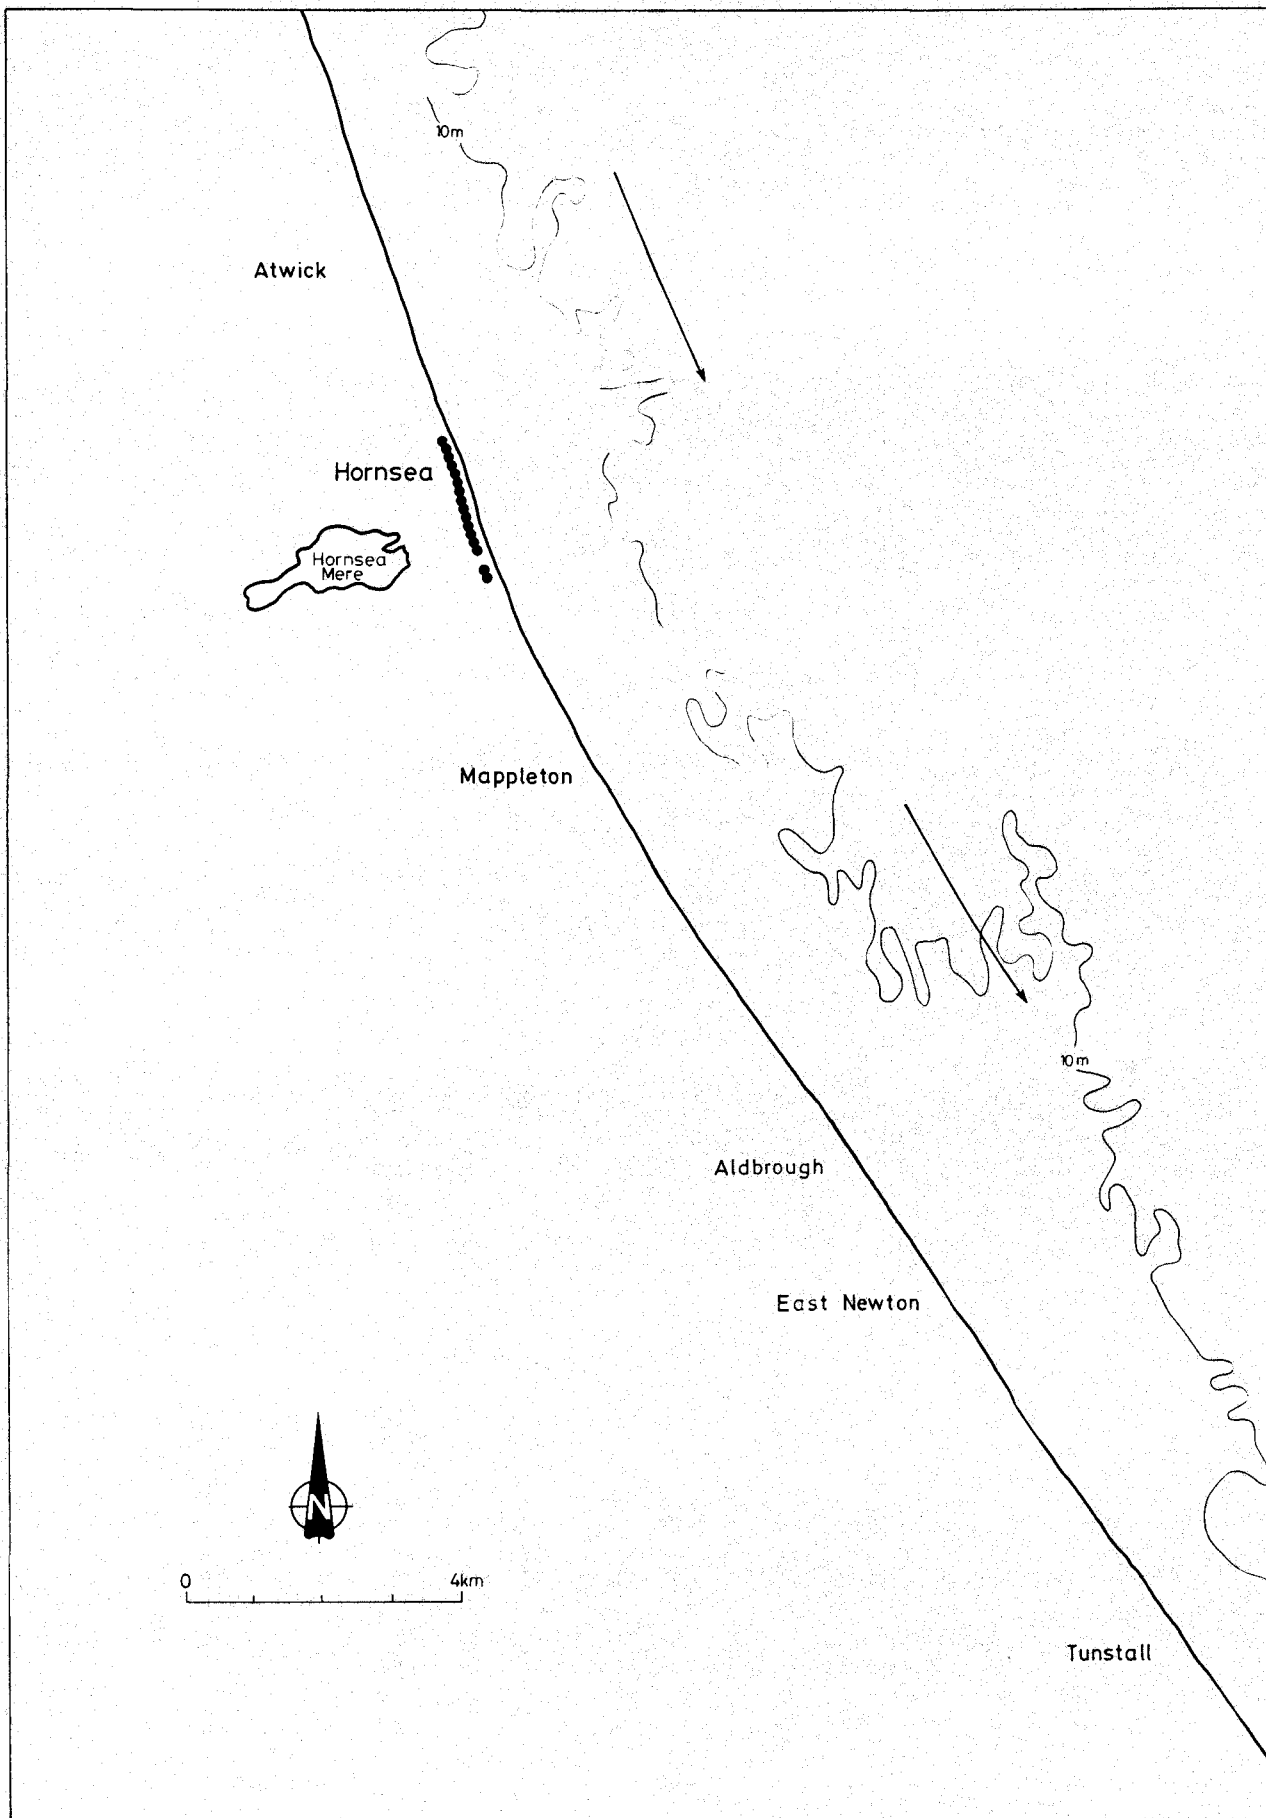 10m
Atwick
Hornsea
Hornsea
Mere
Mappleton
10m
Aldbrough
East Newton
N
0 4km
Tunstall